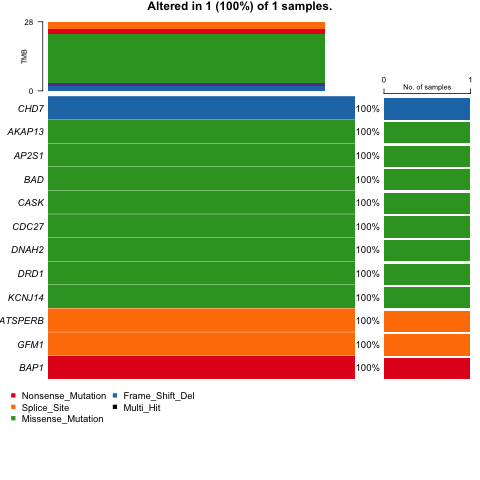 Altered in 1 (100%) of 1 samples.
28
TMB
0
0 1
No. of samples
CHD7 100%
AKAP13 100%
AP2S1 100%
BAD 100%
CASK 100%
CDC27 100%
DNAH2 100%
DRD1 100%
KCNJ14 100%
ATSPERB 100%
GFM1 100%
BAP1 100%
Nonsense_Mutation Frame_Shift_Del
Splice_Site Multi_Hit
Missense_Mutation